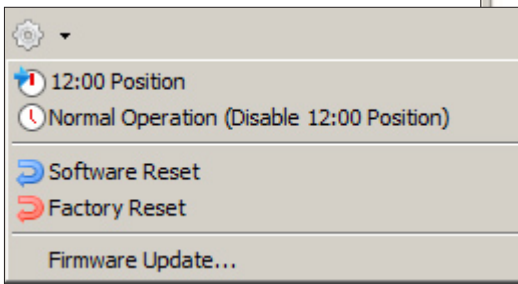 12:00 Position
Normal Operation (Disable 12:00 Position)
Software Reset
Factory Reset
Firmware Update...